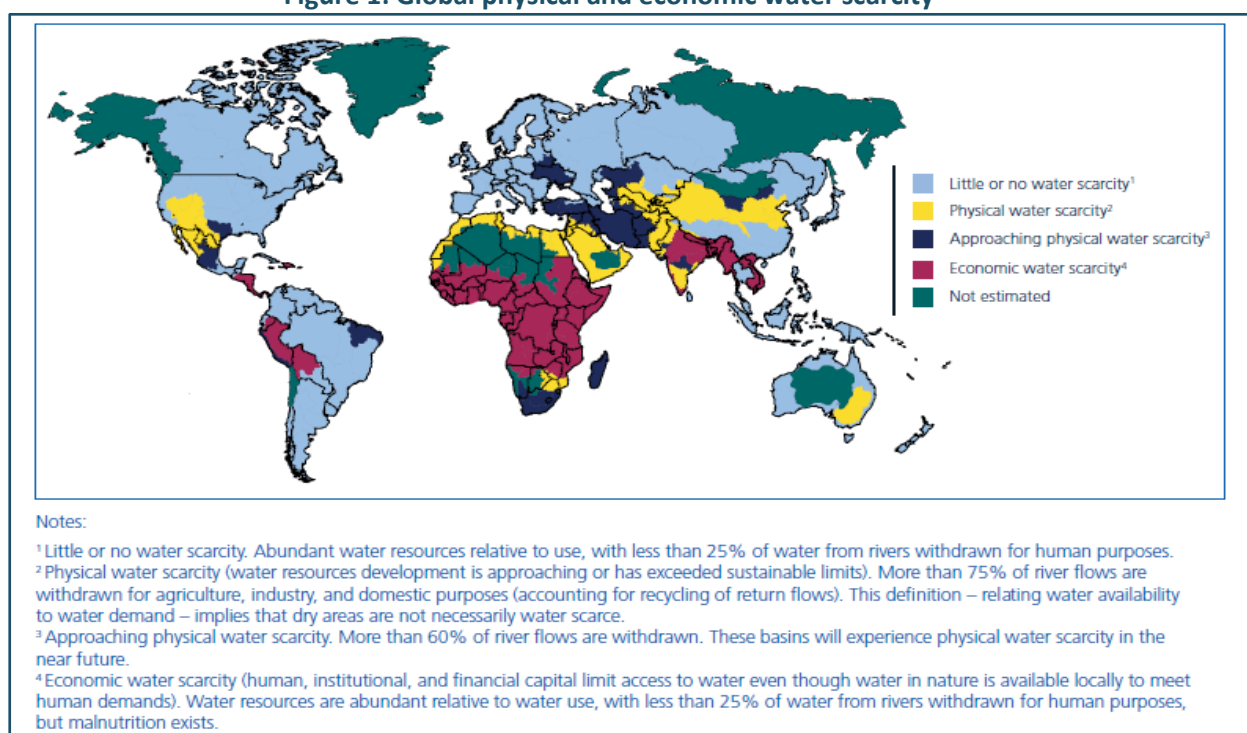 Figure 1: Global physical and economic water scarcity
Little or no water scarcity¹
Physical water scarcity²
Approaching physical water scarcity³
Economic water scarcity⁴
Not estimated
Notes:
¹ Little or no water scarcity. Abundant water resources relative to use, with less than 25% of water from rivers withdrawn for human purposes.
² Physical water scarcity (water resources development is approaching or has exceeded sustainable limits). More than 75% of river flows are
withdrawn for agriculture, industry, and domestic purposes (accounting for recycling of return flows). This definition – relating water availability
to water demand – implies that dry areas are not necessarily water scarce.
³ Approaching physical water scarcity. More than 60% of river flows are withdrawn. These basins will experience physical water scarcity in the
near future.
⁴ Economic water scarcity (human, institutional, and financial capital limit access to water even though water in nature is available locally to meet
human demands). Water resources are abundant relative to water use, with less than 25% of water from rivers withdrawn for human purposes,
but malnutrition exists.